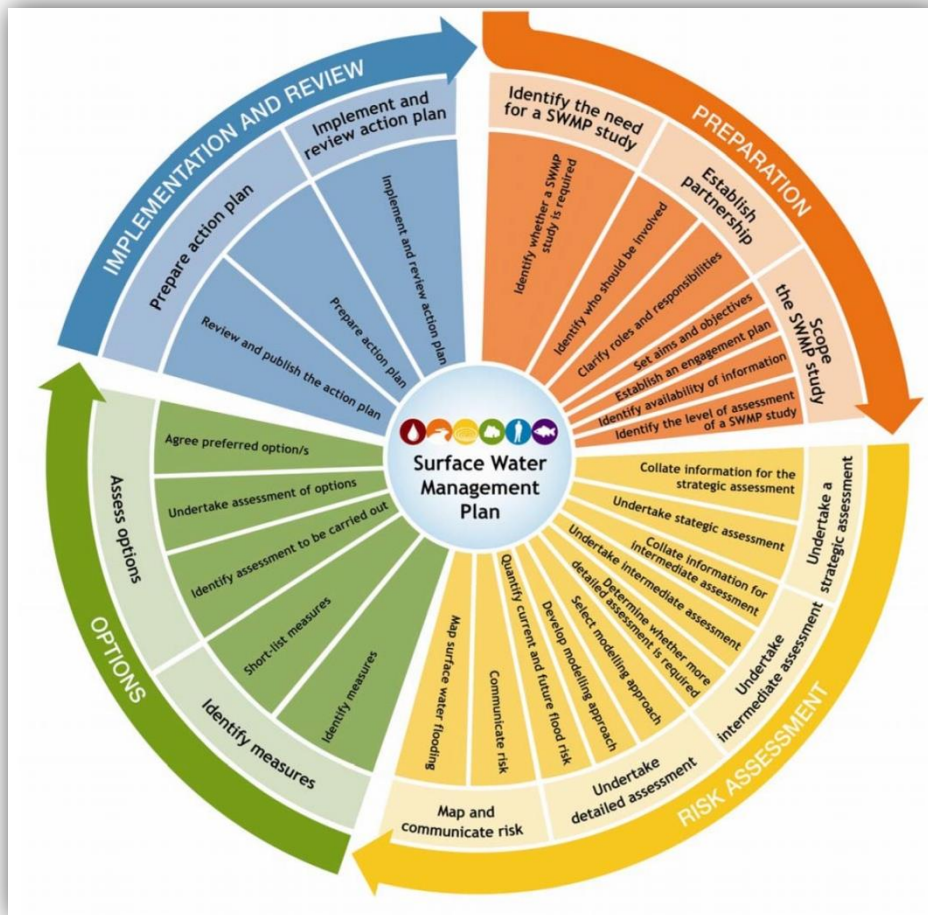 PREPARATION
Identify the need
for a SWMP study
Identify whether a SWMP
study is required
Establish
partnership
Identify who should be involved
Clarify roles and responsibilities
Scope
the SWMP study
Set aims and objectives
Establish an engagement plan
Identify availability of information
Identify the level of assessment
of a SWMP study
RISK ASSESSMENT
Undertake a
strategic assessment
Collate information for the
strategic assessment
Undertake stategic assessment
Undertake
intermediate assessment
Collate information for
intermediate assessment
Undertake intermediate assessment
Determine whether more
detailed assessment is required
Undertake
detailed assessment
Select modelling approach
Develop modelling approach
Quantify current and future flood risk
Map and
communicate risk
Communicate risk
Map surface water flooding
OPTIONS
Identify measures
Identify measures
Short-list measures
Assess options
Identify assessment to be carried out
Undertake assessment of options
Agree preferred option/s
IMPLEMENTATION AND REVIEW
Prepare action plan
Review and publish the action plan
Prepare action plan
Implement and
review action plan
Implement and review action plan
Surface Water
Management
Plan